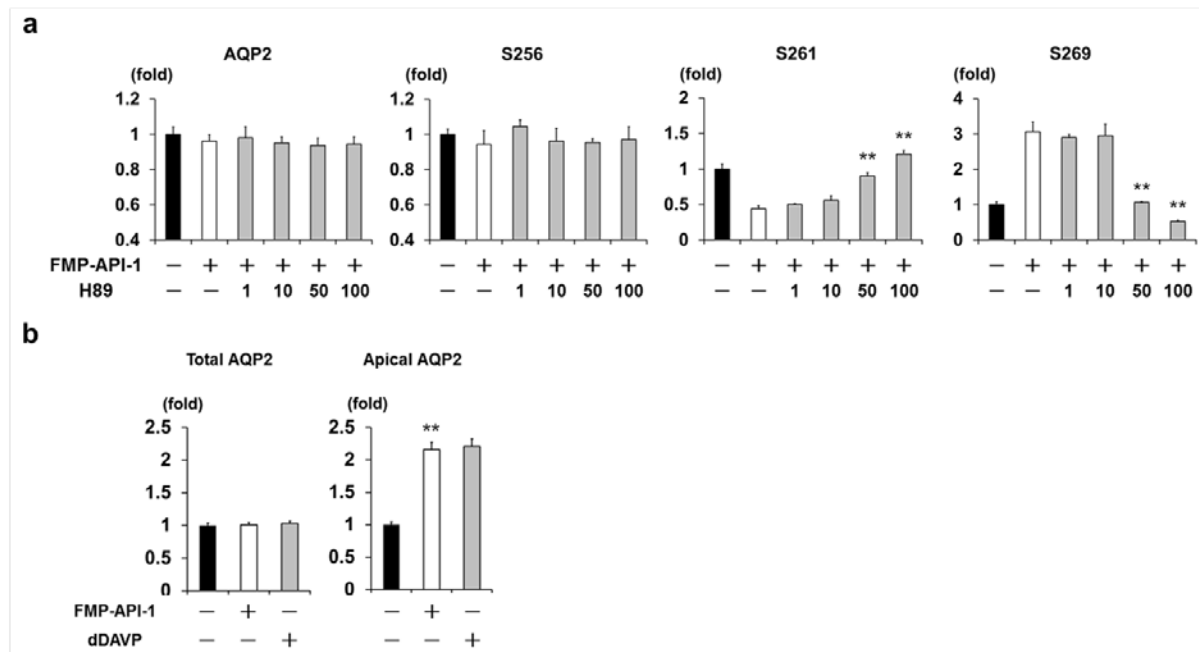 a
AQP2 S256 S261 S269
(fold) (fold) (fold) (fold)
1.2 1.2 2 4
** **
1 1 1.5 3
0.8 0.8 1 2
** **
0.6 0.6 0.5 1
0.4 0.4 0 0
FMP-API-1 — + + + + + — + + + + + — + + + + + — + + + + +
H89 — — 1 10 50 100 — — 1 10 50 100 — — 1 10 50 100 — — 1 10 50 100
b
Total AQP2 Apical AQP2
(fold) (fold)
2.5 2.5
**
2 2
1.5 1.5
1 1
0.5 0.5
0 0
FMP-API-1 — + — — + —
dDAVP — — + — — +